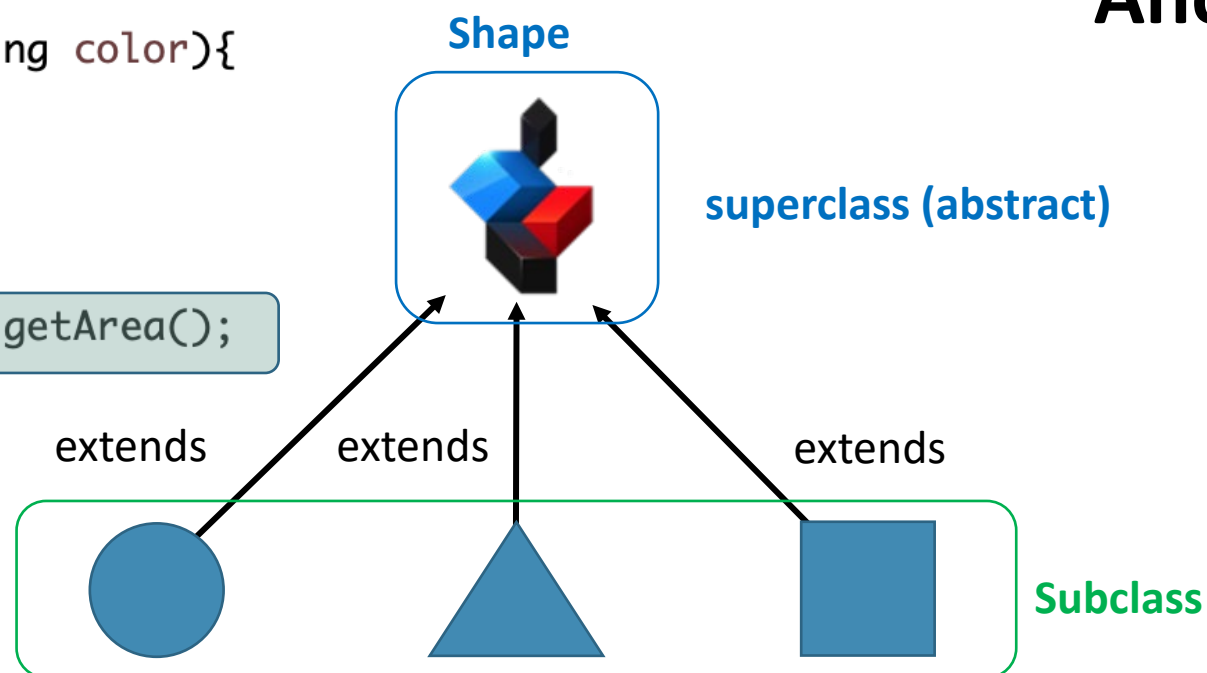 ng color){
Shape
superclass (abstract)
getArea();
extends
extends
extends
Subclass